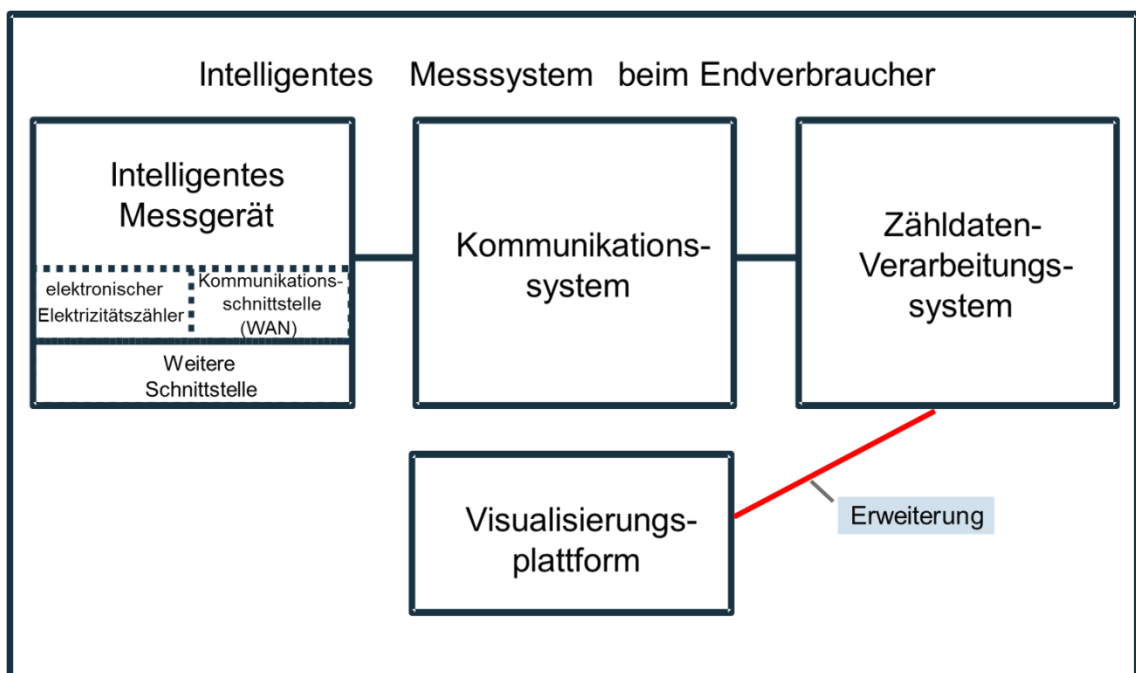 Intelligentes Messsystem beim Endverbraucher
Intelligentes
Messgerät
elektronischer
Elektrizitätszähler
Kommunikations-
schnittstelle
(WAN)
Weitere
Schnittstelle
Kommunikations-
system
Zähldaten-
Verarbeitungs-
system
Visualisierungs-
plattform
Erweiterung